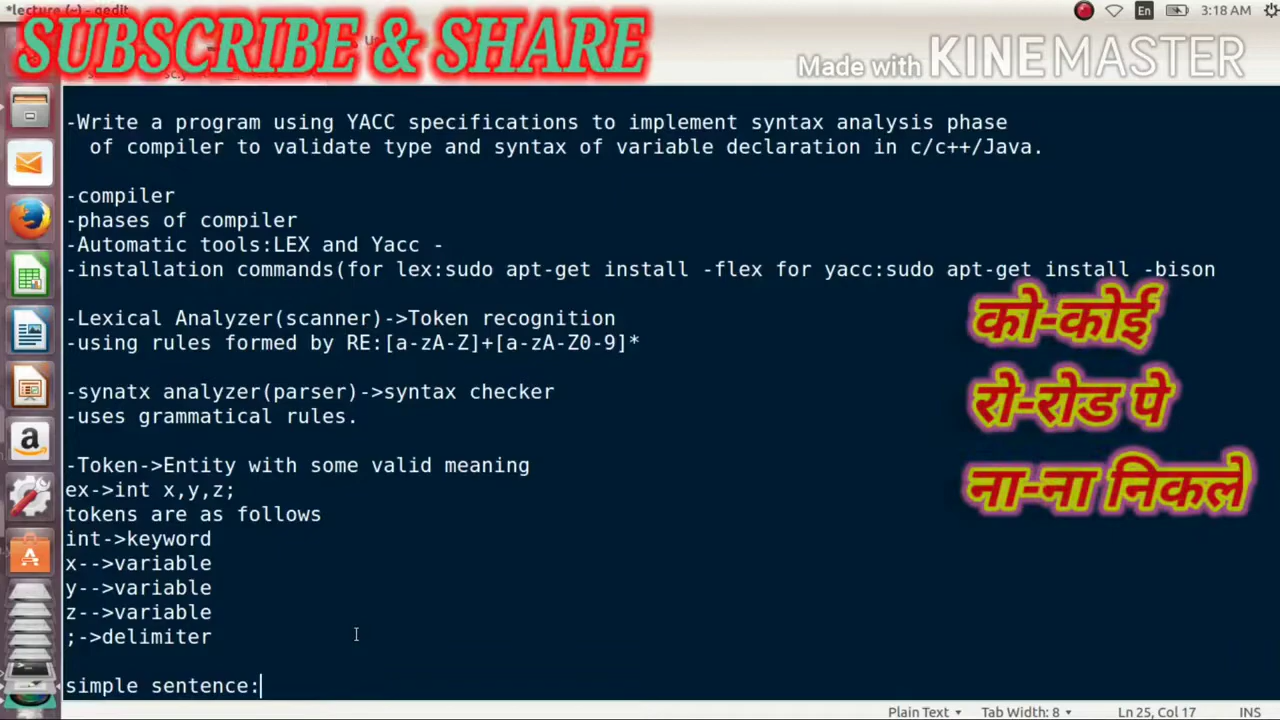 *lecture (~) - gedit
En
3:18 AM
SUBSCRIBE & SHARE
Made with KINEMASTER
-Write a program using YACC specifications to implement syntax analysis phase
of compiler to validate type and syntax of variable declaration in c/c++/Java.
-compiler
-phases of compiler
-Automatic tools:LEX and Yacc -
-installation commands(for lex:sudo apt-get install -flex for yacc:sudo apt-get install -bison
-Lexical Analyzer(scanner)->Token recognition
-using rules formed by RE:[a-zA-Z]+[a-zA-Z0-9]*
-synatx analyzer(parser)->syntax checker
-uses grammatical rules.
-Token->Entity with some valid meaning
ex->int x,y,z;
tokens are as follows
int->keyword
x-->variable
y-->variable
z-->variable
;->delimiter
simple sentence:
को-कोई
रो-रोड पे
ना-ना निकले
Plain Text
Tab Width: 8
Ln 25, Col 17
INS